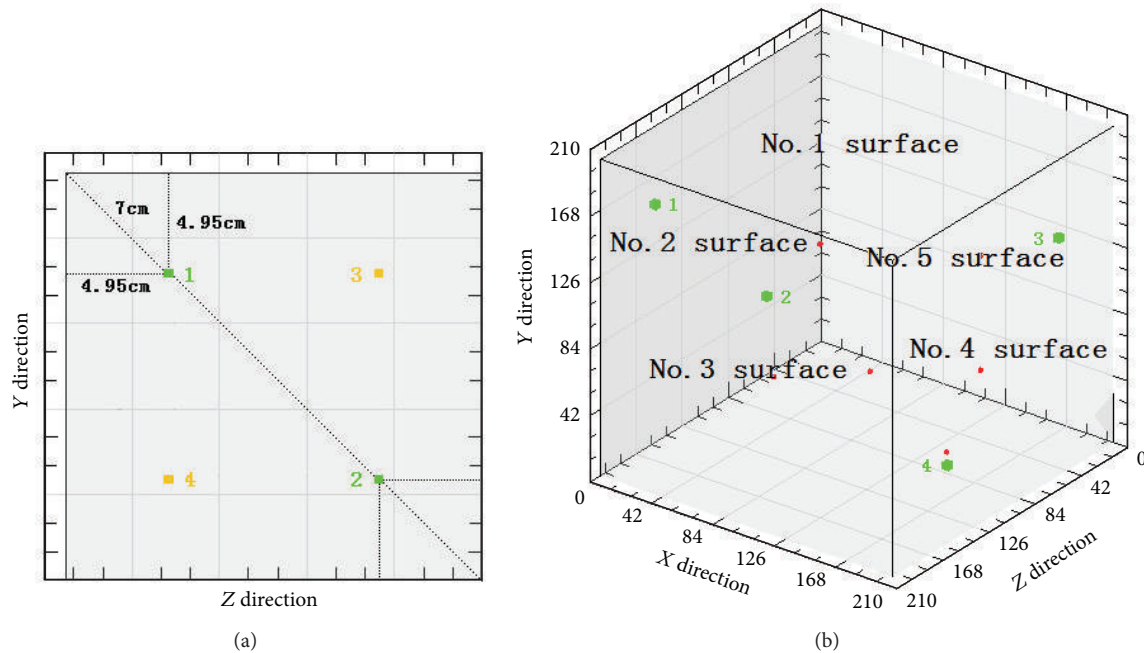 7cm
4.95cm
1
3
4.95cm
4
2
Y direction
Z direction
(a)
210
168
126
84
42
0
Y direction
No.1 surface
1
3
No.2 surface
No.5 surface
2
No.4 surface
No.3 surface
4
42
84
126
168
210
X direction
210
168
126
84
42
0
Z direction
(b)